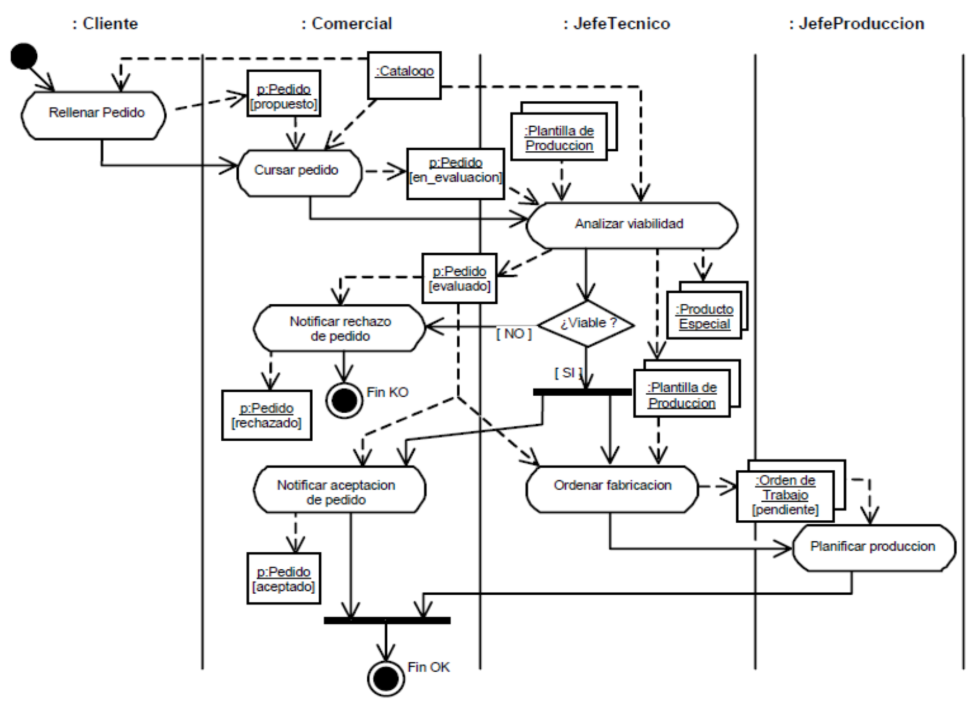 : Cliente
: Comercial
: JefeTecnico
: JefeProduccion
:Catalogo
p:Pedido
[propuesto]
Rellenar Pedido
:Plantilla de
Produccion
Cursar pedido
p:Pedido
[en_evaluacion]
Analizar viabilidad
p:Pedido
[evaluado]
Notificar rechazo
de pedido
¿Viable ?
:Producto
Especial
[ NO ]
[ SI ]
Fin KO
:Plantilla de
Produccion
p:Pedido
[rechazado]
Notificar aceptacion
de pedido
Ordenar fabricacion
:Orden de
Trabajo
[pendiente]
Planificar produccion
p:Pedido
[aceptado]
Fin OK